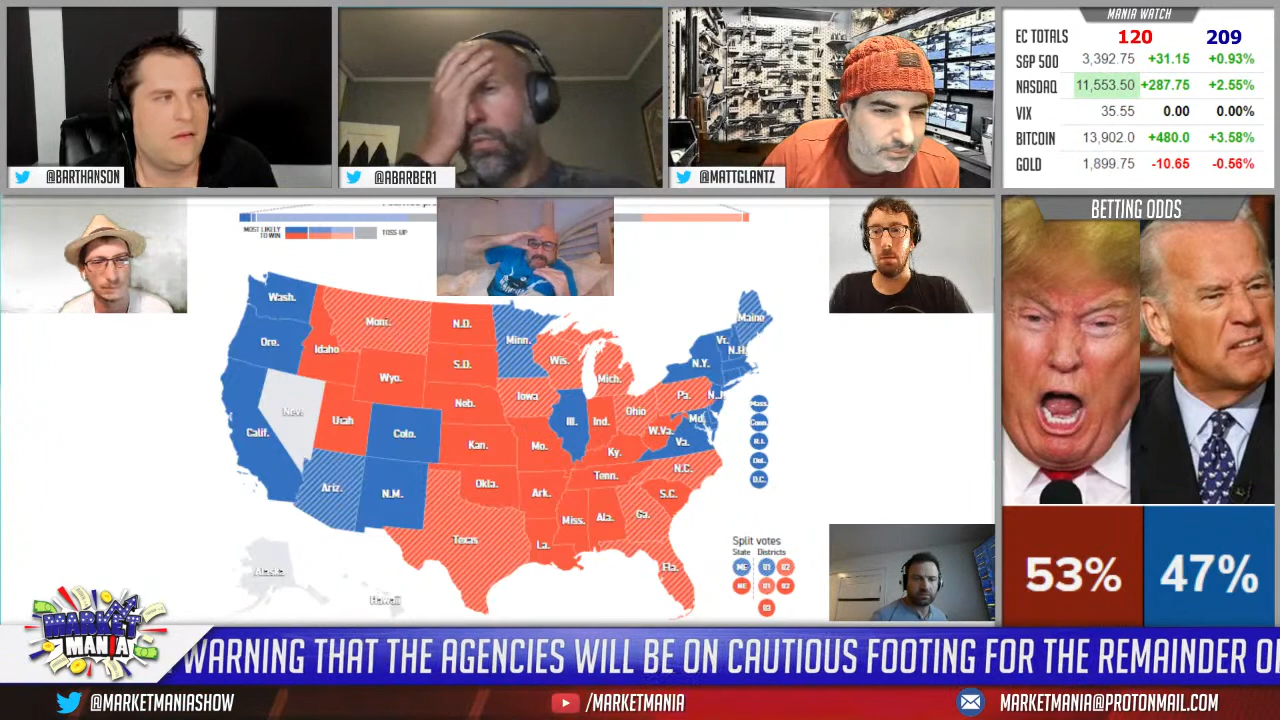 @BARTHANSON
@ABARBER1
@MATTGLANTZ
MANIA WATCH
EC TOTALS 120 209
S&P 500 3,392.75 +31.15 +0.93%
NASDAQ 11,553.50 +287.75 +2.55%
VIX 35.55 0.00 0.00%
BITCOIN 13,902.0 +480.0 +3.58%
GOLD 1,899.75 -10.65 -0.56%
BETTING ODDS
53% 47%
MOST LIKELY
TO WIN
TOSS-UP
Wash.
Ore.
Calif.
Nev.
Idaho
Mont.
Wyo.
Utah
Colo.
Ariz.
N.M.
N.D.
S.D.
Neb.
Kan.
Okla.
Texas
Minn.
Iowa
Mo.
Ark.
La.
Wis.
Ill.
Mich.
Ind.
Ohio
Ky.
Tenn.
Miss.
Ala.
Ga.
Fla.
S.C.
N.C.
Va.
W.Va.
Md.
Pa.
N.J.
N.Y.
Vt.
N.H.
Maine
Mass.
Conn.
R.I.
Del.
D.C.
Alaska
Hawaii
Split votes
State Districts
ME 01 02
NE 01 03
MARKET
MANIA
WARNING THAT THE AGENCIES WILL BE ON CAUTIOUS FOOTING FOR THE REMAINDER O
@MARKETMANIASHOW
/MARKETMANIA
MARKETMANIA@PROTONMAIL.COM